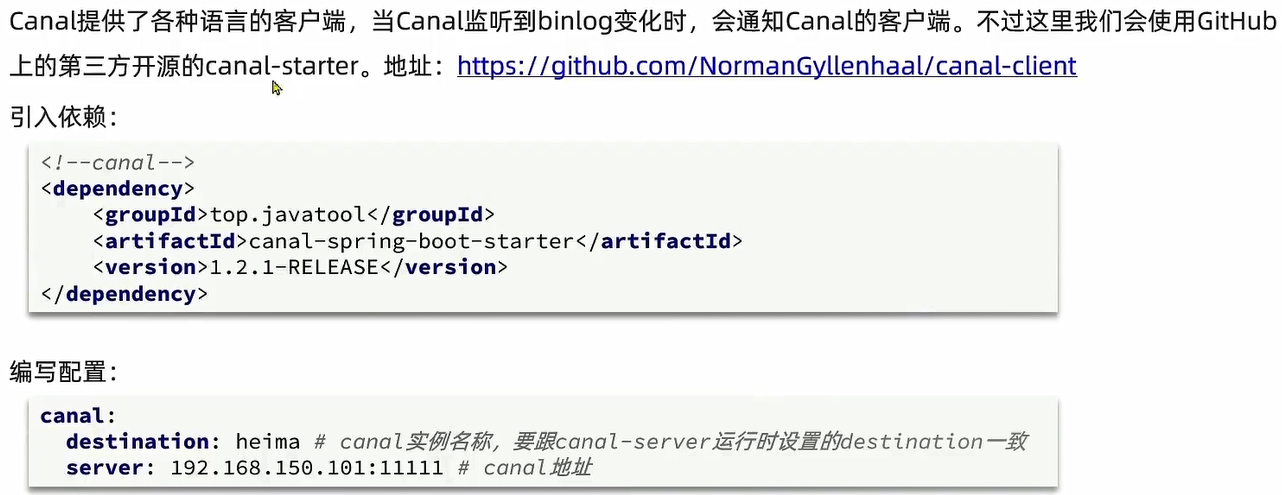 Canal提供了各种语言的客户端，当Canal监听到binlog变化时，会通知Canal的客户端。不过这里我们会使用GitHub
上的第三方开源的canal-starter。地址：https://github.com/NormanGyllenhaal/canal-client
引入依赖：
<!--canal-->
<dependency>
    <groupId>top.javatool</groupId>
    <artifactId>canal-spring-boot-starter</artifactId>
    <version>1.2.1-RELEASE</version>
</dependency>
编写配置：
canal:
  destination: heima # canal实例名称，要跟canal-server运行时设置的destination一致
  server: 192.168.150.101:11111 # canal地址